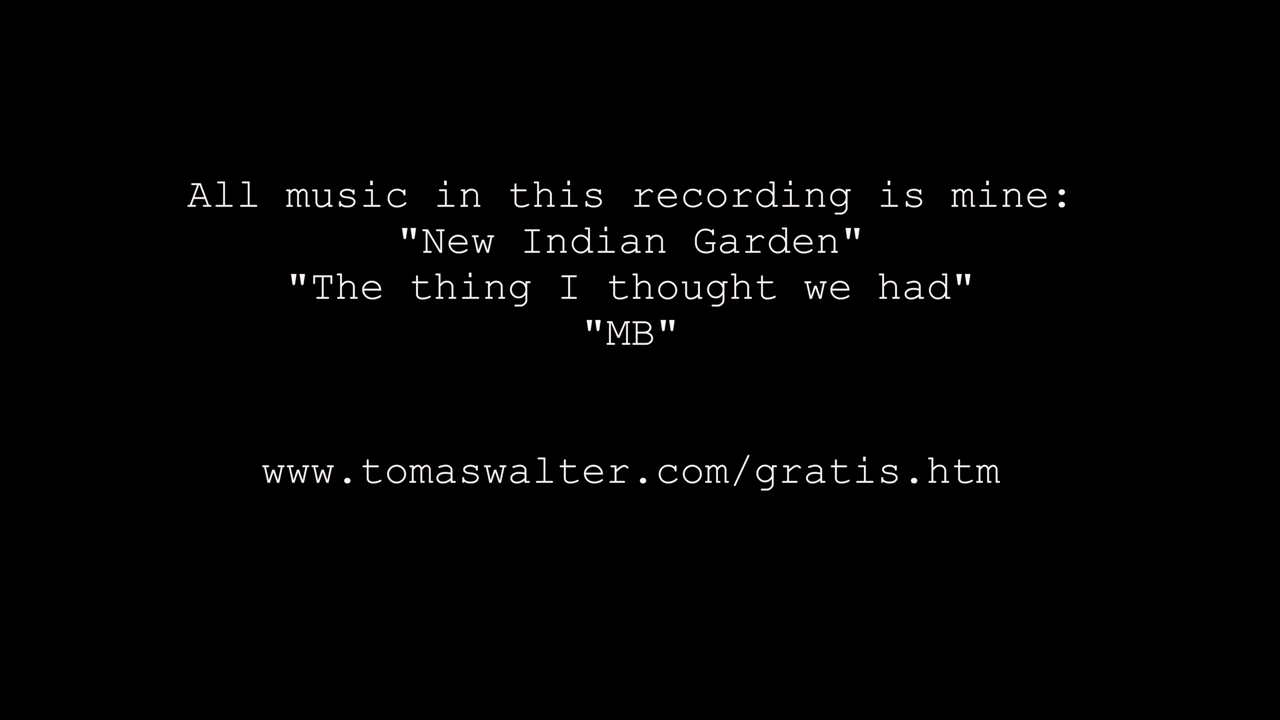 All music in this recording is mine:
"New Indian Garden"
"The thing I thought we had"
"MB"
www.tomaswalter.com/gratis.htm